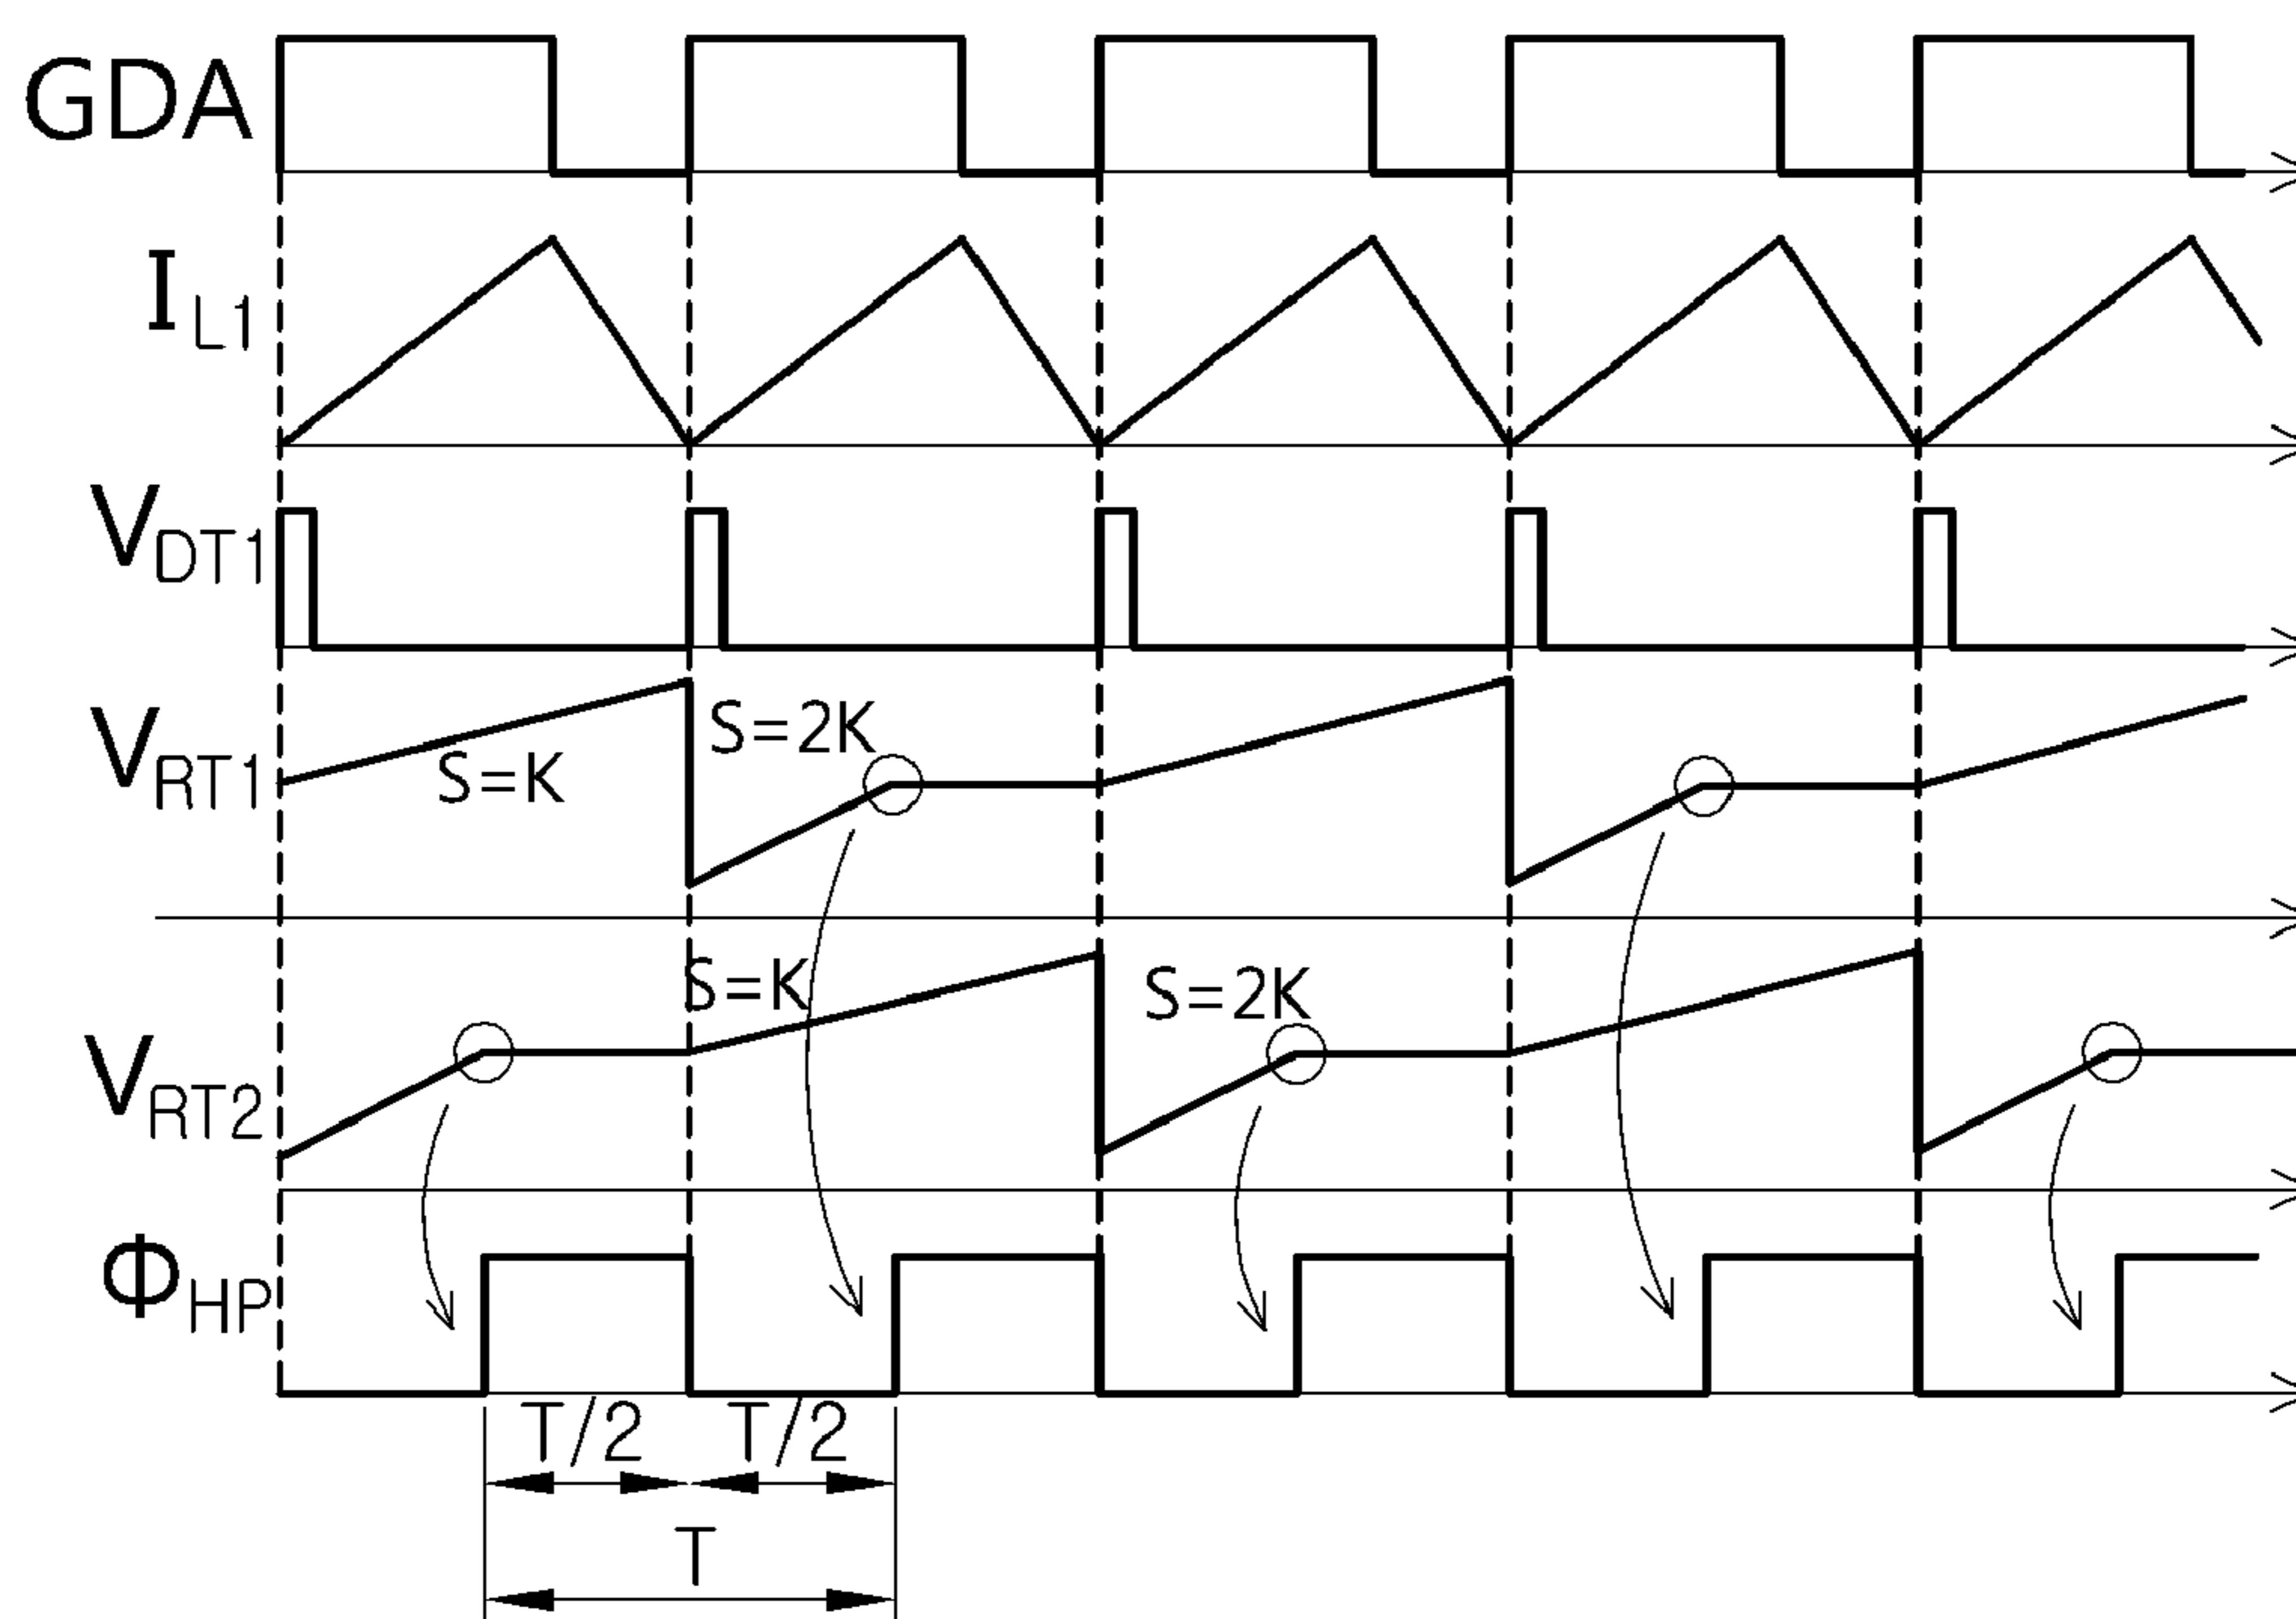 GDA
IL1
VDT1
VRT1
S=K
S=2K
VRT2
S=K
S=2K
ΦHP
T/2 T/2
T